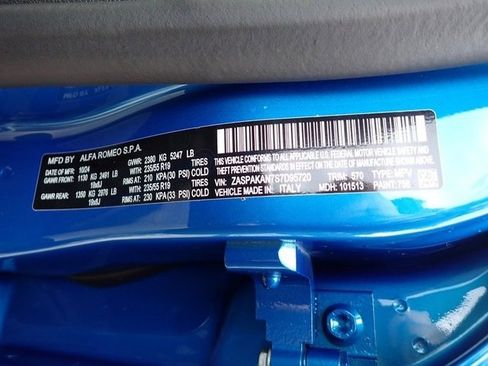 MFD BY ALFA ROMEO S.P.A.
10/24 GVWR: 2380 KG 5247 LB
GAWR FRONT: 1130 KG 2491 LB TIRES 235/55 R19
19x8J RIMS AT: 210 KPA (30 PSI) COLD
GAWR REAR: 1350 KG 2976 LB TIRES 235/55 R19
19x8J RIMS AT: 230 KPA (33 PSI) COLD
THIS VEHICLE CONFORMS TO ALL APPLICABLE U.S. FEDERAL MOTOR
VEHICLE SAFETY, BUMPER AND THEFT PREVENTION STANDARDS
IN EFFECT ON THE DATE OF MANUFACTURE SHOWN ABOVE
VIN: ZASPAKAN7S7D95720 TRIM: 570 TYPE: MPV
VEHICLE MADE IN: ITALY MDH: 101513 PAINT: 756